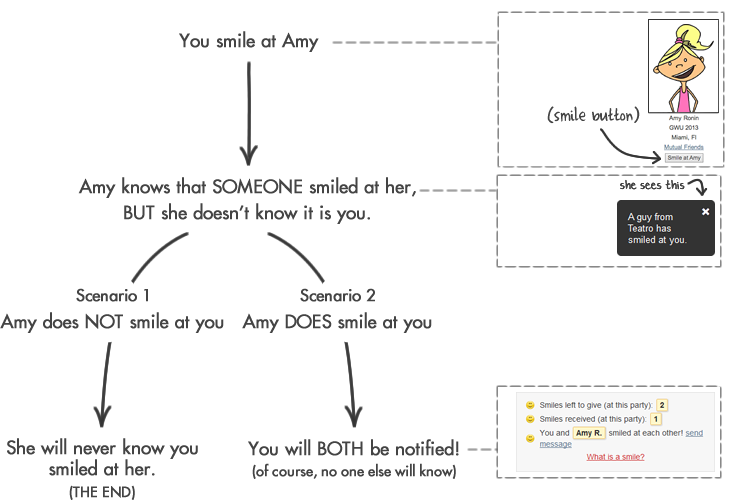 You smile at Amy
(smile button)
Amy Ronin
GWU 2013
Miami, Fl
Mutual Friends
Smile at Amy
Amy knows that SOMEONE smiled at her,
BUT she doesn't know it is you.
she sees this
A guy from
Teatro has
smiled at you.
Scenario 1
Amy does NOT smile at you
Scenario 2
Amy DOES smile at you
She will never know you
smiled at her.
(THE END)
You will BOTH be notified!
(of course, no one else will know)
Smiles left to give (at this party): 2
Smiles received (at this party): 1
You and Amy R. smiled at each other! send
message
What is a smile?